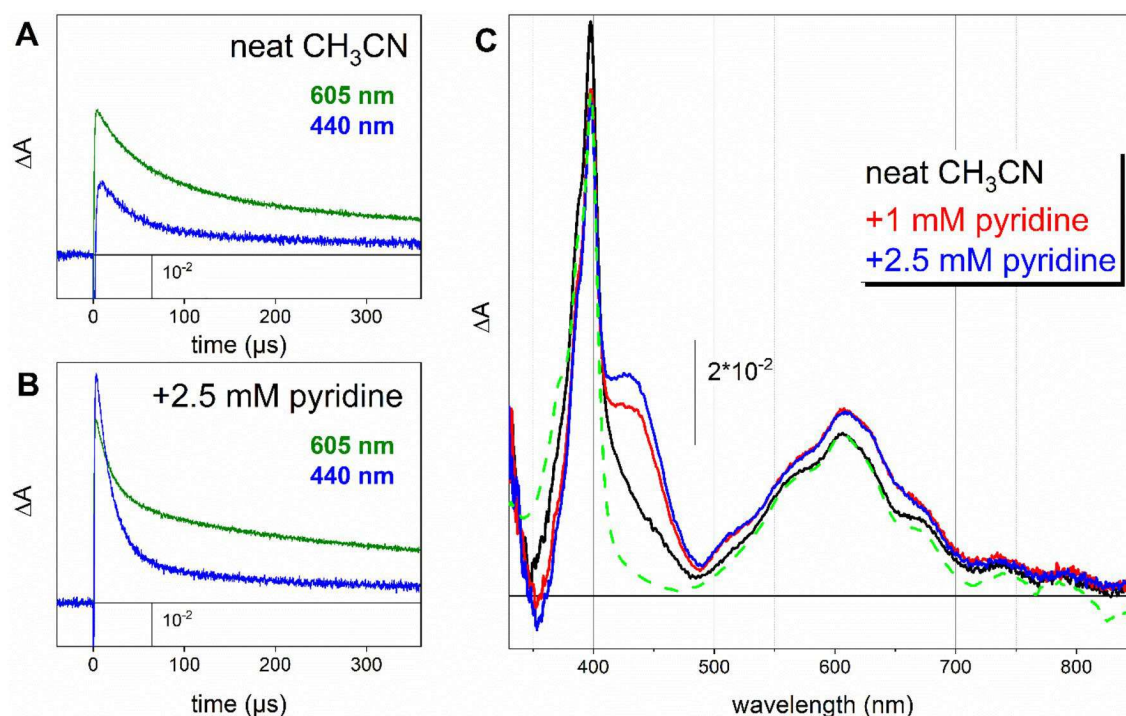 A
neat CH₃CN
605 nm
440 nm
ΔA
10⁻²
0 100 200 300
time (µs)
B
+2.5 mM pyridine
605 nm
440 nm
ΔA
10⁻²
0 100 200 300
time (µs)
C
neat CH₃CN
+1 mM pyridine
+2.5 mM pyridine
ΔA
2*10⁻²
400 500 600 700 800
wavelength (nm)